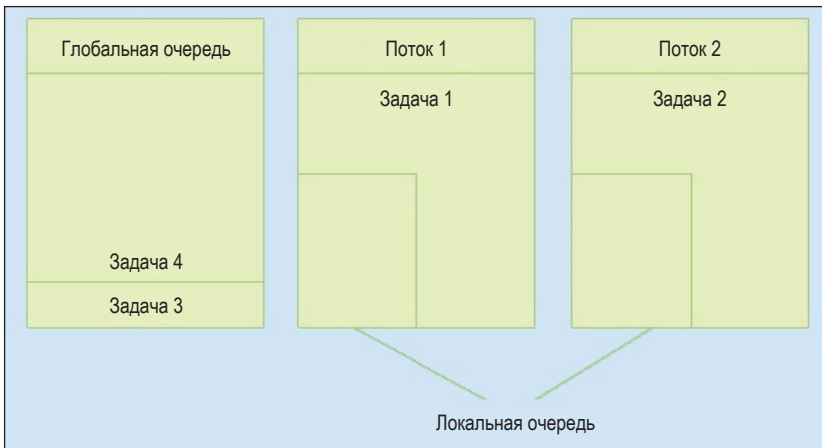 Глобальная очередь
Поток 1
Поток 2
Задача 1
Задача 2
Задача 4
Задача 3
Локальная очередь